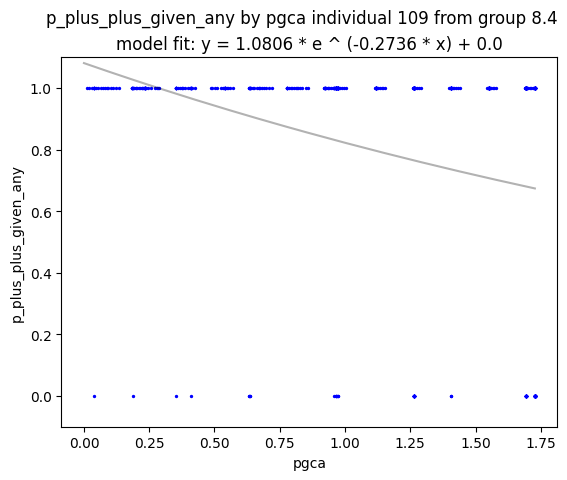 p_plus_plus_given_any by pgca individual 109 from group 8.4
model fit: y = 1.0806 * e ^ (-0.2736 * x) + 0.0
p_plus_plus_given_any
1.0
0.8
0.6
0.4
0.2
0.0
0.00 0.25 0.50 0.75 1.00 1.25 1.50 1.75
pgca